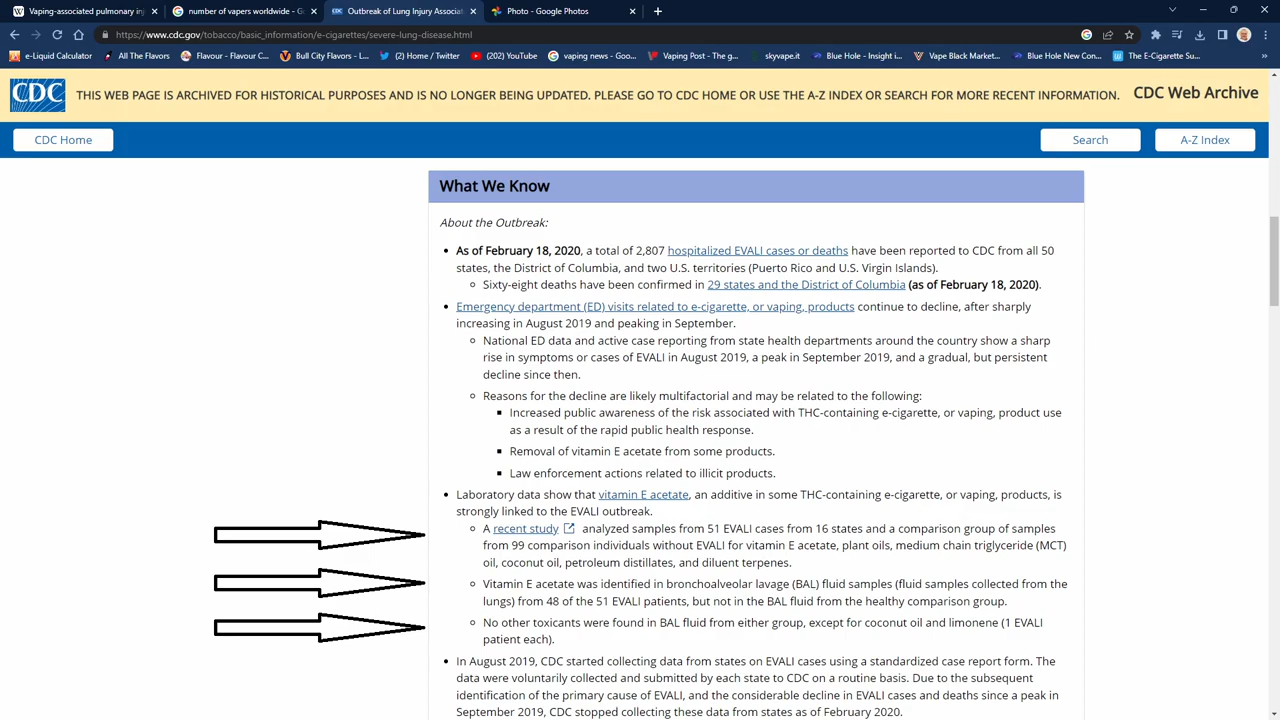 Vaping-associated pulmonary inj
number of vapers worldwide - G
Outbreak of Lung Injury Associat
Photo - Google Photos
https://www.cdc.gov/tobacco/basic_information/e-cigarettes/severe-lung-disease.html
e-Liquid Calculator
All The Flavors
Flavour - Flavour C...
Bull City Flavors – L...
(2) Home / Twitter
(202) YouTube
vaping news - Goo...
Vaping Post - The g...
skyvape.it
Blue Hole - Insight i...
Vape Black Market...
Blue Hole New Con...
The E-Cigarette Su...
CDC
THIS WEB PAGE IS ARCHIVED FOR HISTORICAL PURPOSES AND IS NO LONGER BEING UPDATED. PLEASE GO TO CDC HOME OR USE THE A-Z INDEX OR SEARCH FOR MORE RECENT INFORMATION.
CDC Web Archive
CDC Home
Search
A-Z Index
What We Know
About the Outbreak:
As of February 18, 2020, a total of 2,807 hospitalized EVALI cases or deaths have been reported to CDC from all 50
states, the District of Columbia, and two U.S. territories (Puerto Rico and U.S. Virgin Islands).
Sixty-eight deaths have been confirmed in 29 states and the District of Columbia (as of February 18, 2020).
Emergency department (ED) visits related to e-cigarette, or vaping, products continue to decline, after sharply
increasing in August 2019 and peaking in September.
National ED data and active case reporting from state health departments around the country show a sharp
rise in symptoms or cases of EVALI in August 2019, a peak in September 2019, and a gradual, but persistent
decline since then.
Reasons for the decline are likely multifactorial and may be related to the following:
Increased public awareness of the risk associated with THC-containing e-cigarette, or vaping, product use
as a result of the rapid public health response.
Removal of vitamin E acetate from some products.
Law enforcement actions related to illicit products.
Laboratory data show that vitamin E acetate, an additive in some THC-containing e-cigarette, or vaping, products, is
strongly linked to the EVALI outbreak.
A recent study analyzed samples from 51 EVALI cases from 16 states and a comparison group of samples
from 99 comparison individuals without EVALI for vitamin E acetate, plant oils, medium chain triglyceride (MCT)
oil, coconut oil, petroleum distillates, and diluent terpenes.
Vitamin E acetate was identified in bronchoalveolar lavage (BAL) fluid samples (fluid samples collected from the
lungs) from 48 of the 51 EVALI patients, but not in the BAL fluid from the healthy comparison group.
No other toxicants were found in BAL fluid from either group, except for coconut oil and limonene (1 EVALI
patient each).
In August 2019, CDC started collecting data from states on EVALI cases using a standardized case report form. The
data were voluntarily collected and submitted by each state to CDC on a routine basis. Due to the subsequent
identification of the primary cause of EVALI, and the considerable decline in EVALI cases and deaths since a peak in
September 2019, CDC stopped collecting these data from states as of February 2020.